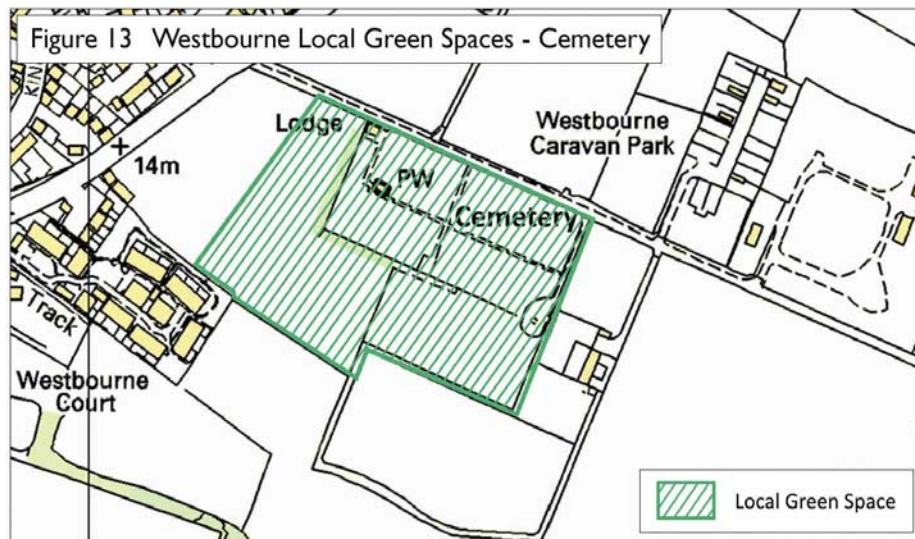 Figure 13 Westbourne Local Green Spaces - Cemetery
KIN
Lodge
14m
PW
Cemetery
Westbourne
Caravan Park
Track
Westbourne
Court
Local Green Space